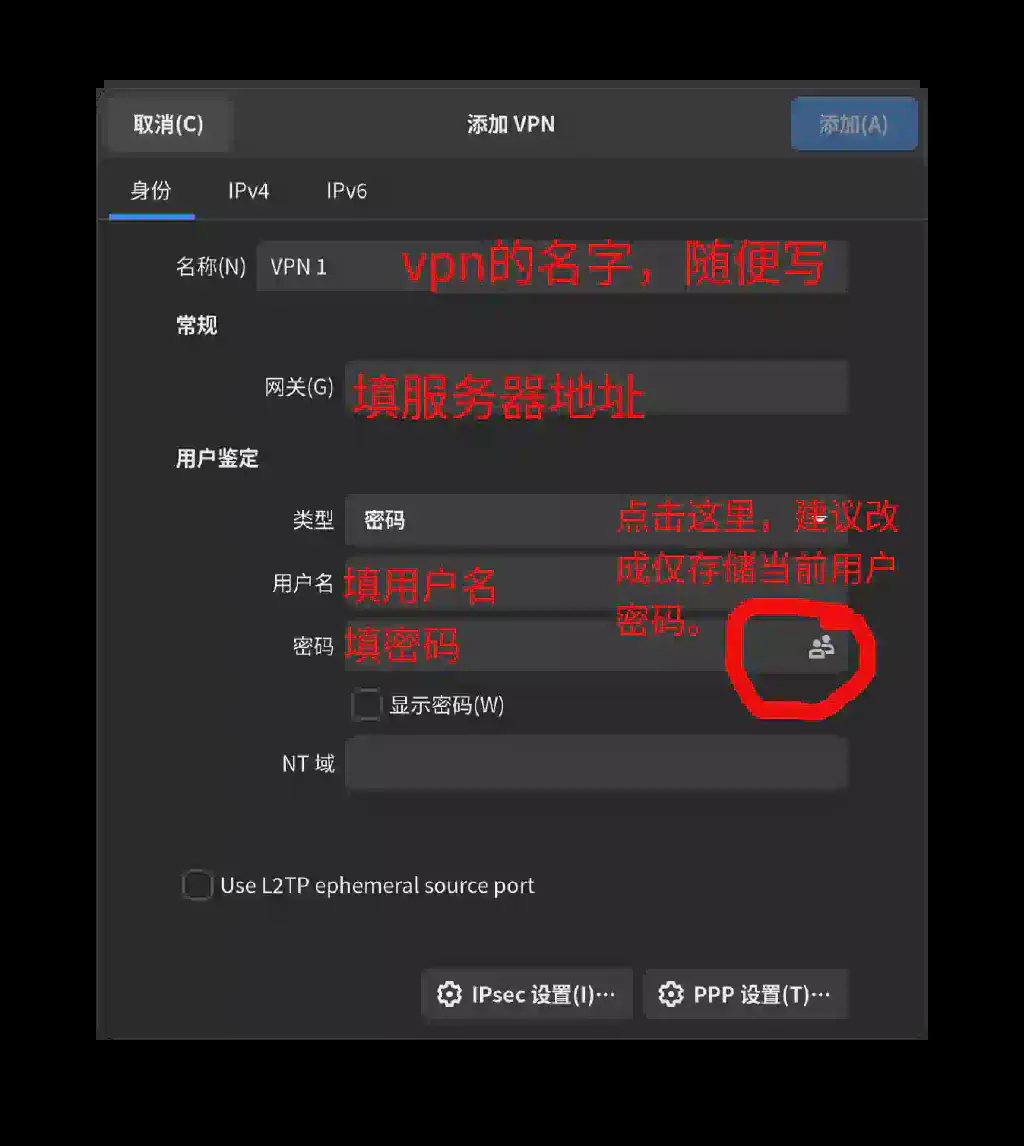 取消(C) 添加 VPN 添加(A)
身份 IPv4 IPv6
名称(N) VPN 1 vpn的名字，随便写
常规
网关(G) 填服务器地址
用户鉴定
类型 密码 点击这里，建议改
成仅存储当前用户
密码。
用户名 填用户名
密码 填密码
显示密码(W)
NT 域
Use L2TP ephemeral source port
IPsec 设置(I)… PPP 设置(T)…